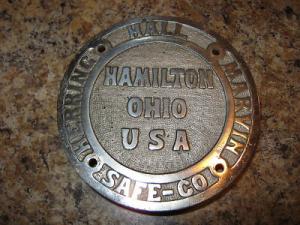 HERRING HALL MARVIN
SAFE-CO
HAMILTON
OHIO
USA